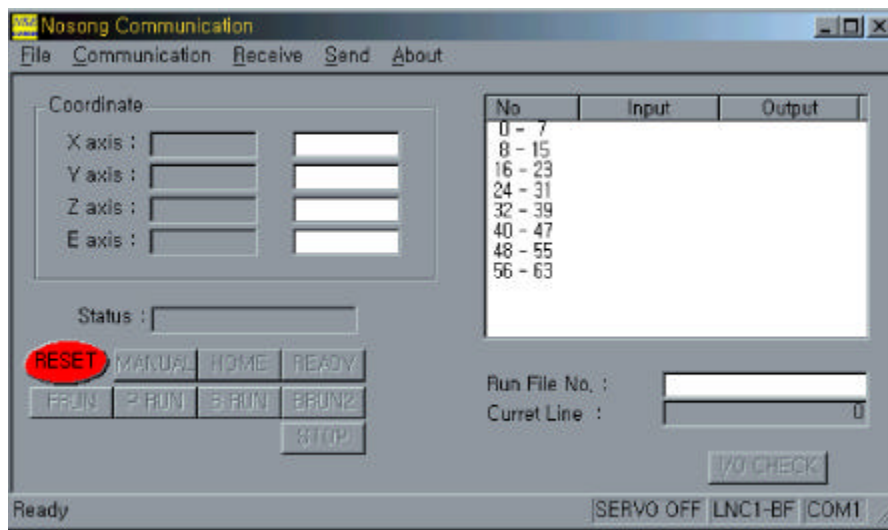 Nosong Communication
File Communication Receive Send About
Coordinate
X axis :
Y axis :
Z axis :
E axis :
Status :
RESET MANUAL HOME READY
P.RUN B.RUN BRUN2
STOP
No Input Output
0 - 7
8 - 15
16 - 23
24 - 31
32 - 39
40 - 47
48 - 55
56 - 63
Run File No. :
Curret Line : 0
I/O CHECK
Ready SERVO OFF LNC1-BF COM1